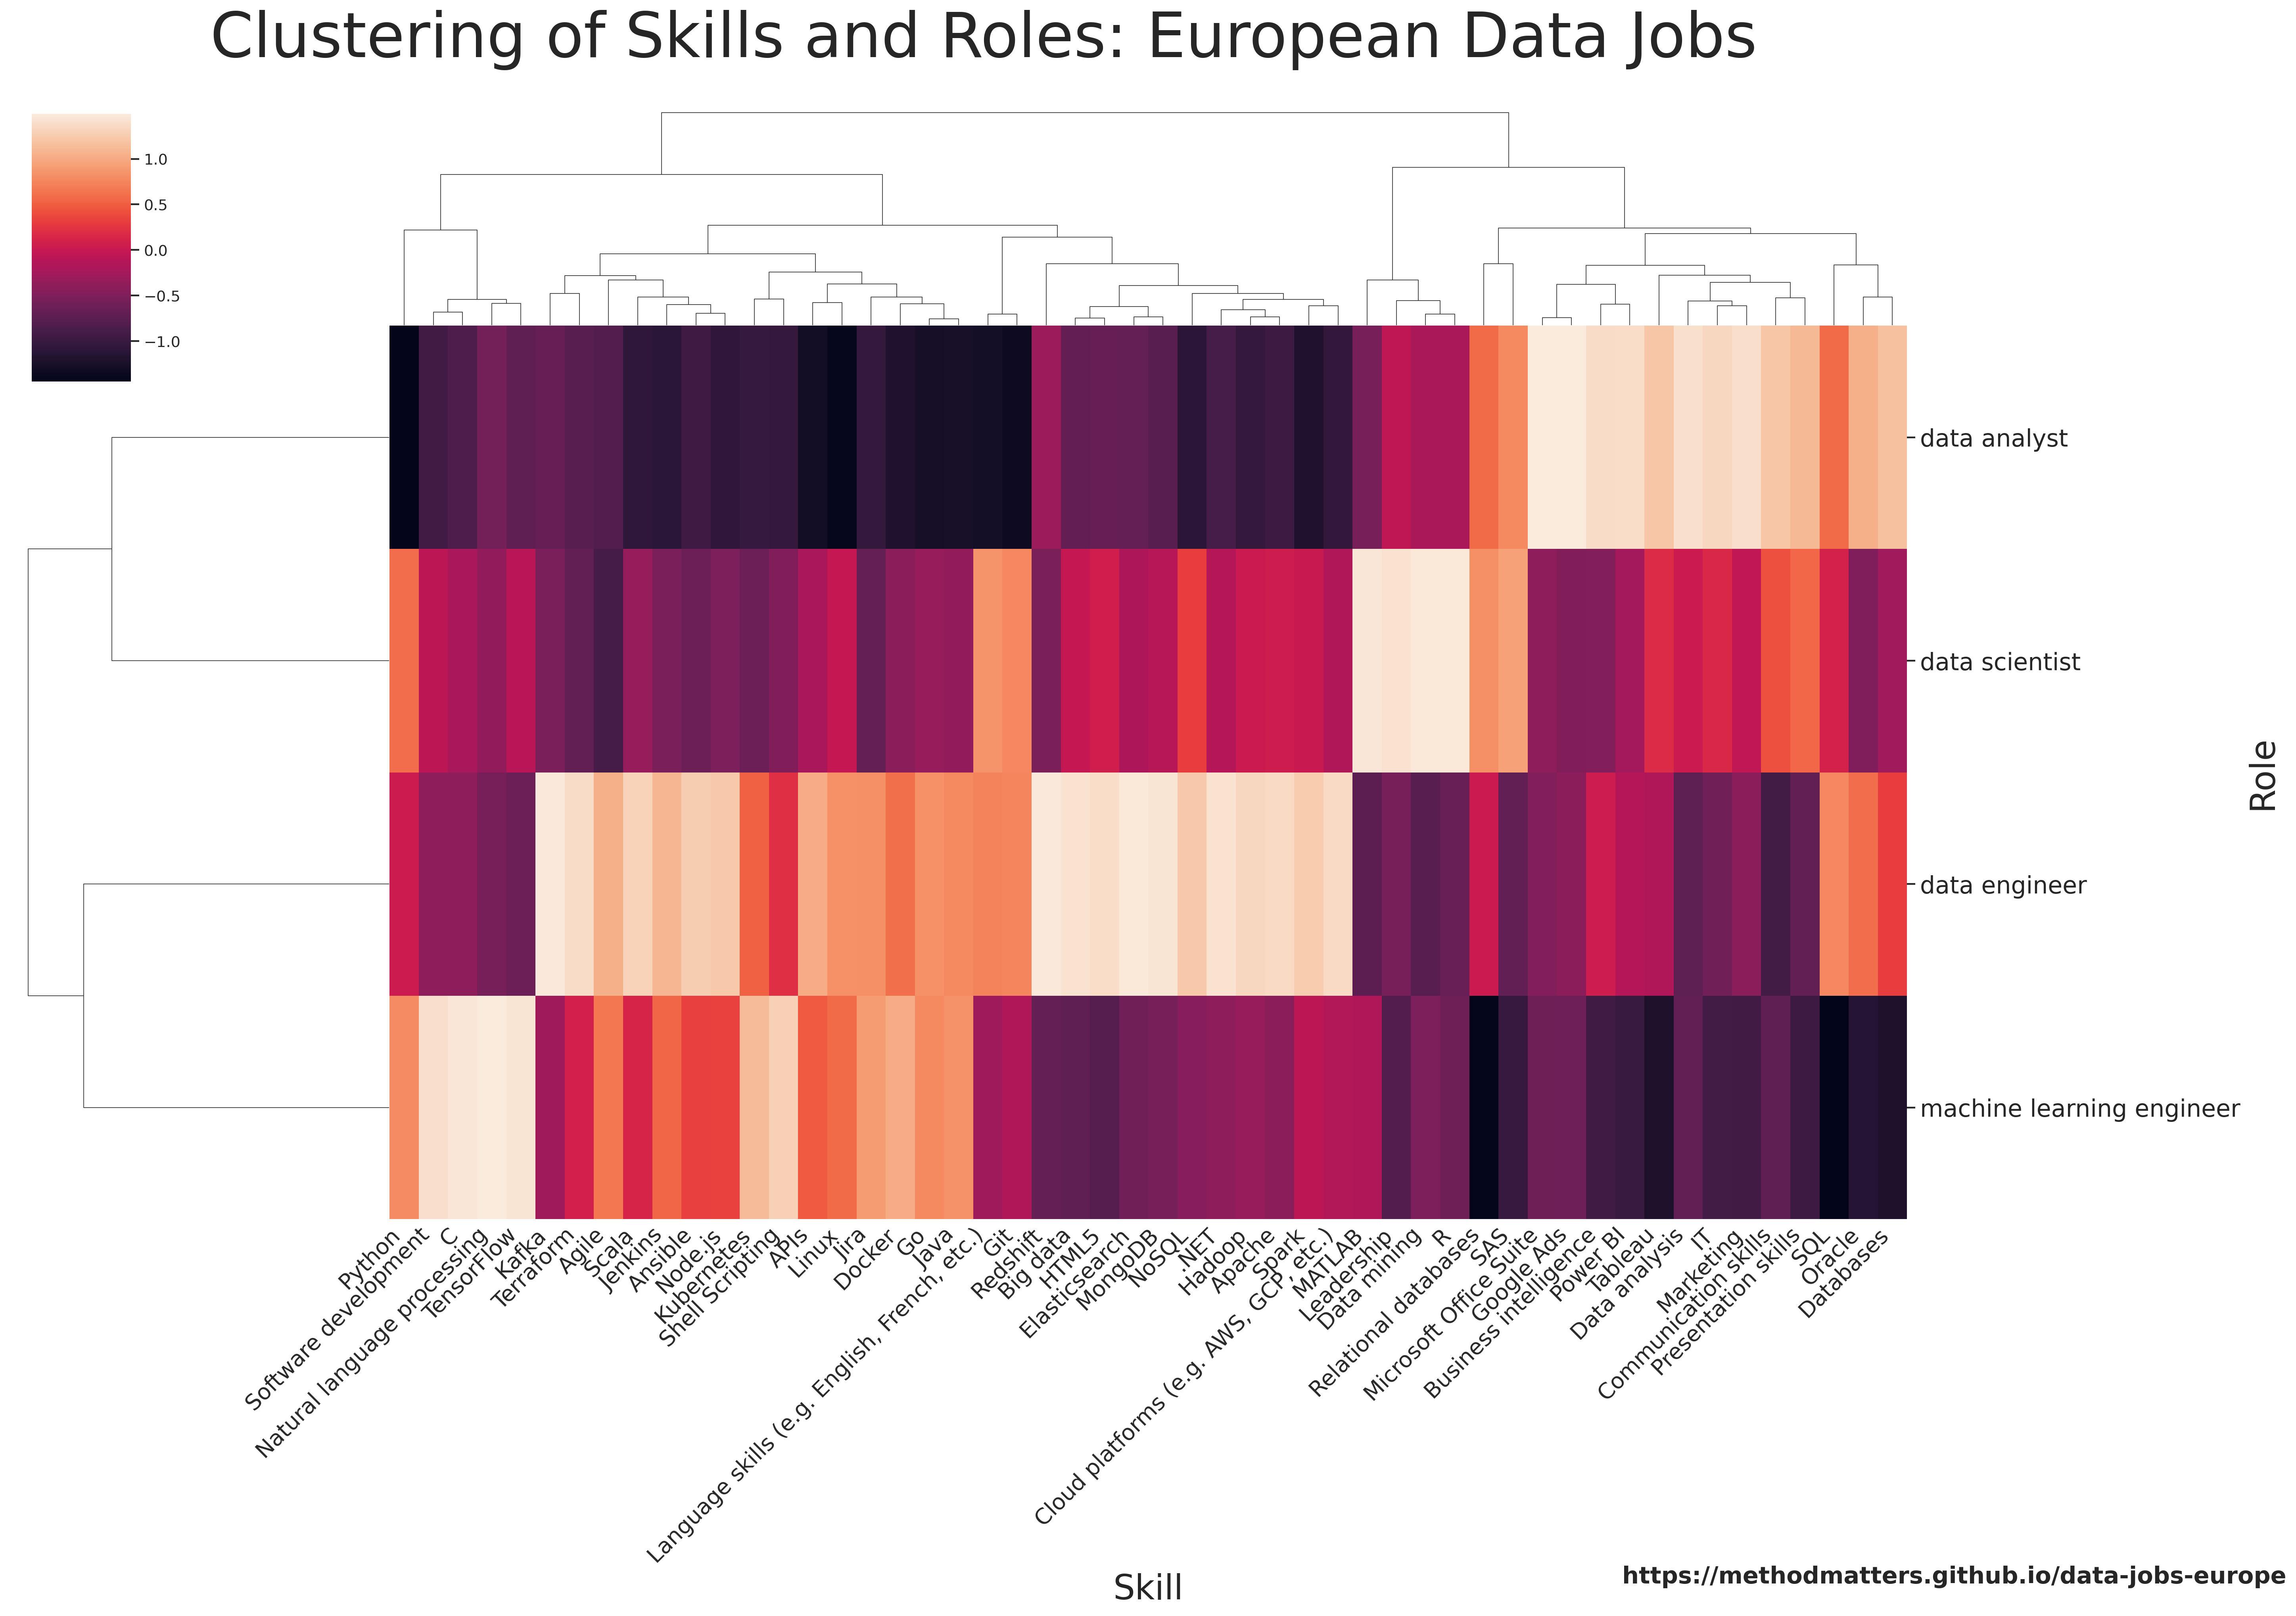 Clustering of Skills and Roles: European Data Jobs
1.0
0.5
0.0
−0.5
−1.0
data analyst
data scientist
data engineer
machine learning engineer
Role
Python
Software development
C
Natural language processing
TensorFlow
Kafka
Terraform
Agile
Scala
Jenkins
Ansible
Node.js
Kubernetes
Shell Scripting
APIs
Linux
Jira
Docker
Go
Java
Language skills (e.g. English, French, etc.)
Git
Redshift
Big data
HTML5
Elasticsearch
MongoDB
NoSQL
.NET
Hadoop
Apache
Spark
Cloud platforms (e.g. AWS, GCP, etc.)
MATLAB
Leadership
Data mining
R
Relational databases
SAS
Microsoft Office Suite
Google Ads
Business intelligence
Power BI
Tableau
Data analysis
IT
Marketing
Communication skills
Presentation skills
SQL
Oracle
Databases
Skill
https://methodmatters.github.io/data-jobs-europe